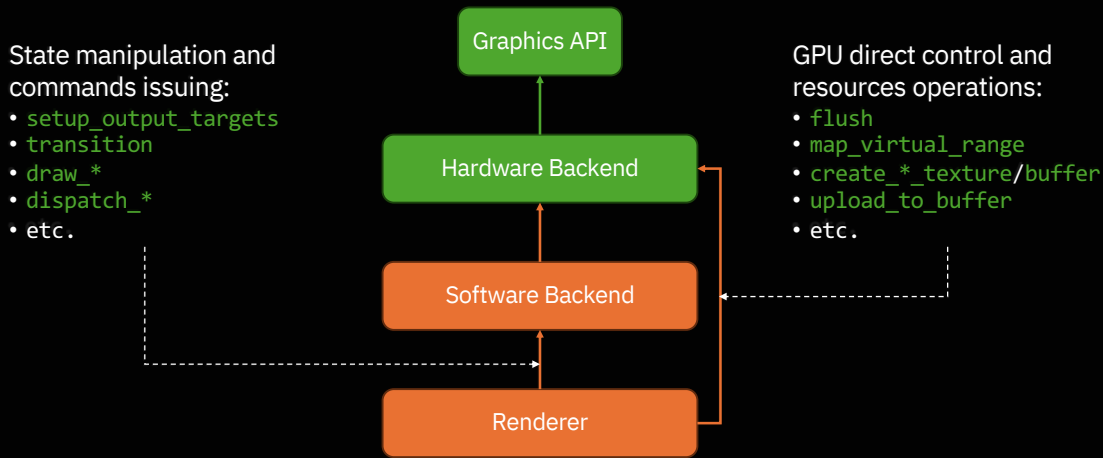 Graphics API
State manipulation and
commands issuing:
• setup_output_targets
• transition
• draw_*
• dispatch_*
• etc.
GPU direct control and
resources operations:
• flush
• map_virtual_range
• create_*_texture/buffer
• upload_to_buffer
• etc.
Hardware Backend
Software Backend
Renderer